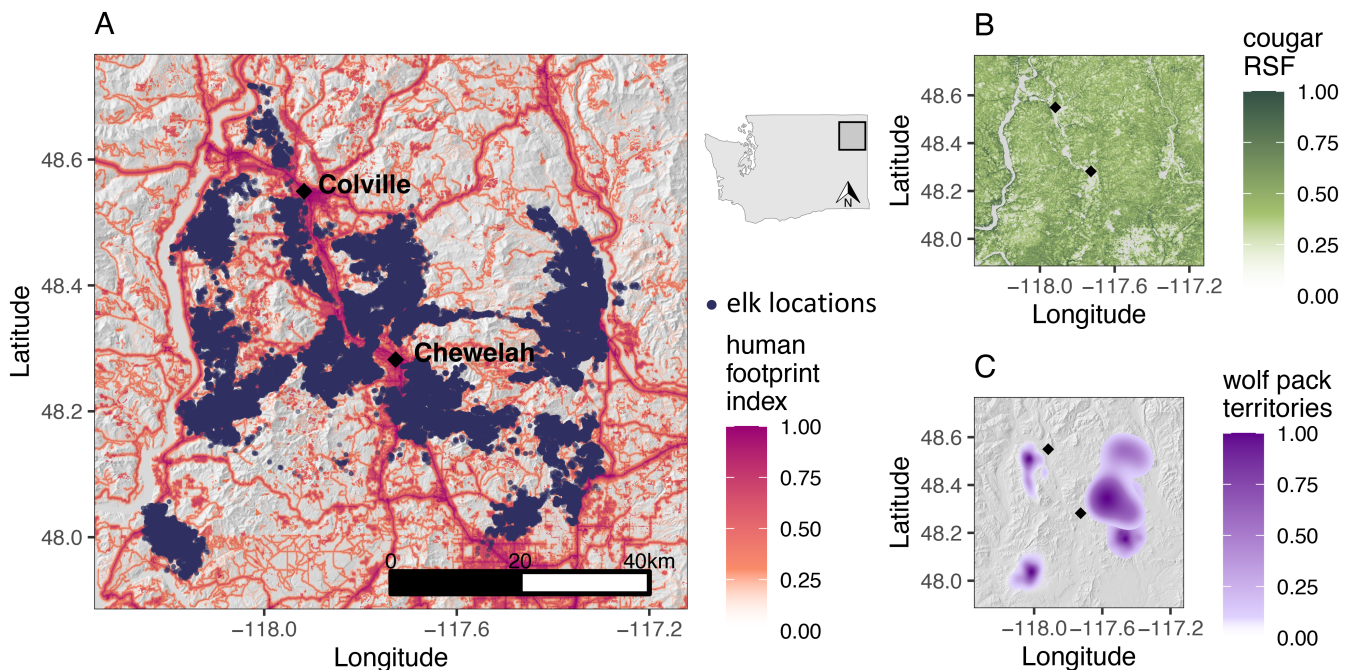 A
48.6
48.4
48.2
48.0
Latitude
−118.0
−117.6
−117.2
Longitude
Colville
Chewelah
0
20
40km
N
elk locations
human
footprint
index
1.00
0.75
0.50
0.25
0.00
B
48.6
48.4
48.2
48.0
Latitude
−118.0
−117.6
−117.2
Longitude
cougar
RSF
1.00
0.75
0.50
0.25
0.00
C
48.6
48.4
48.2
48.0
Latitude
−118.0
−117.6
−117.2
Longitude
wolf pack
territories
1.00
0.75
0.50
0.25
0.00